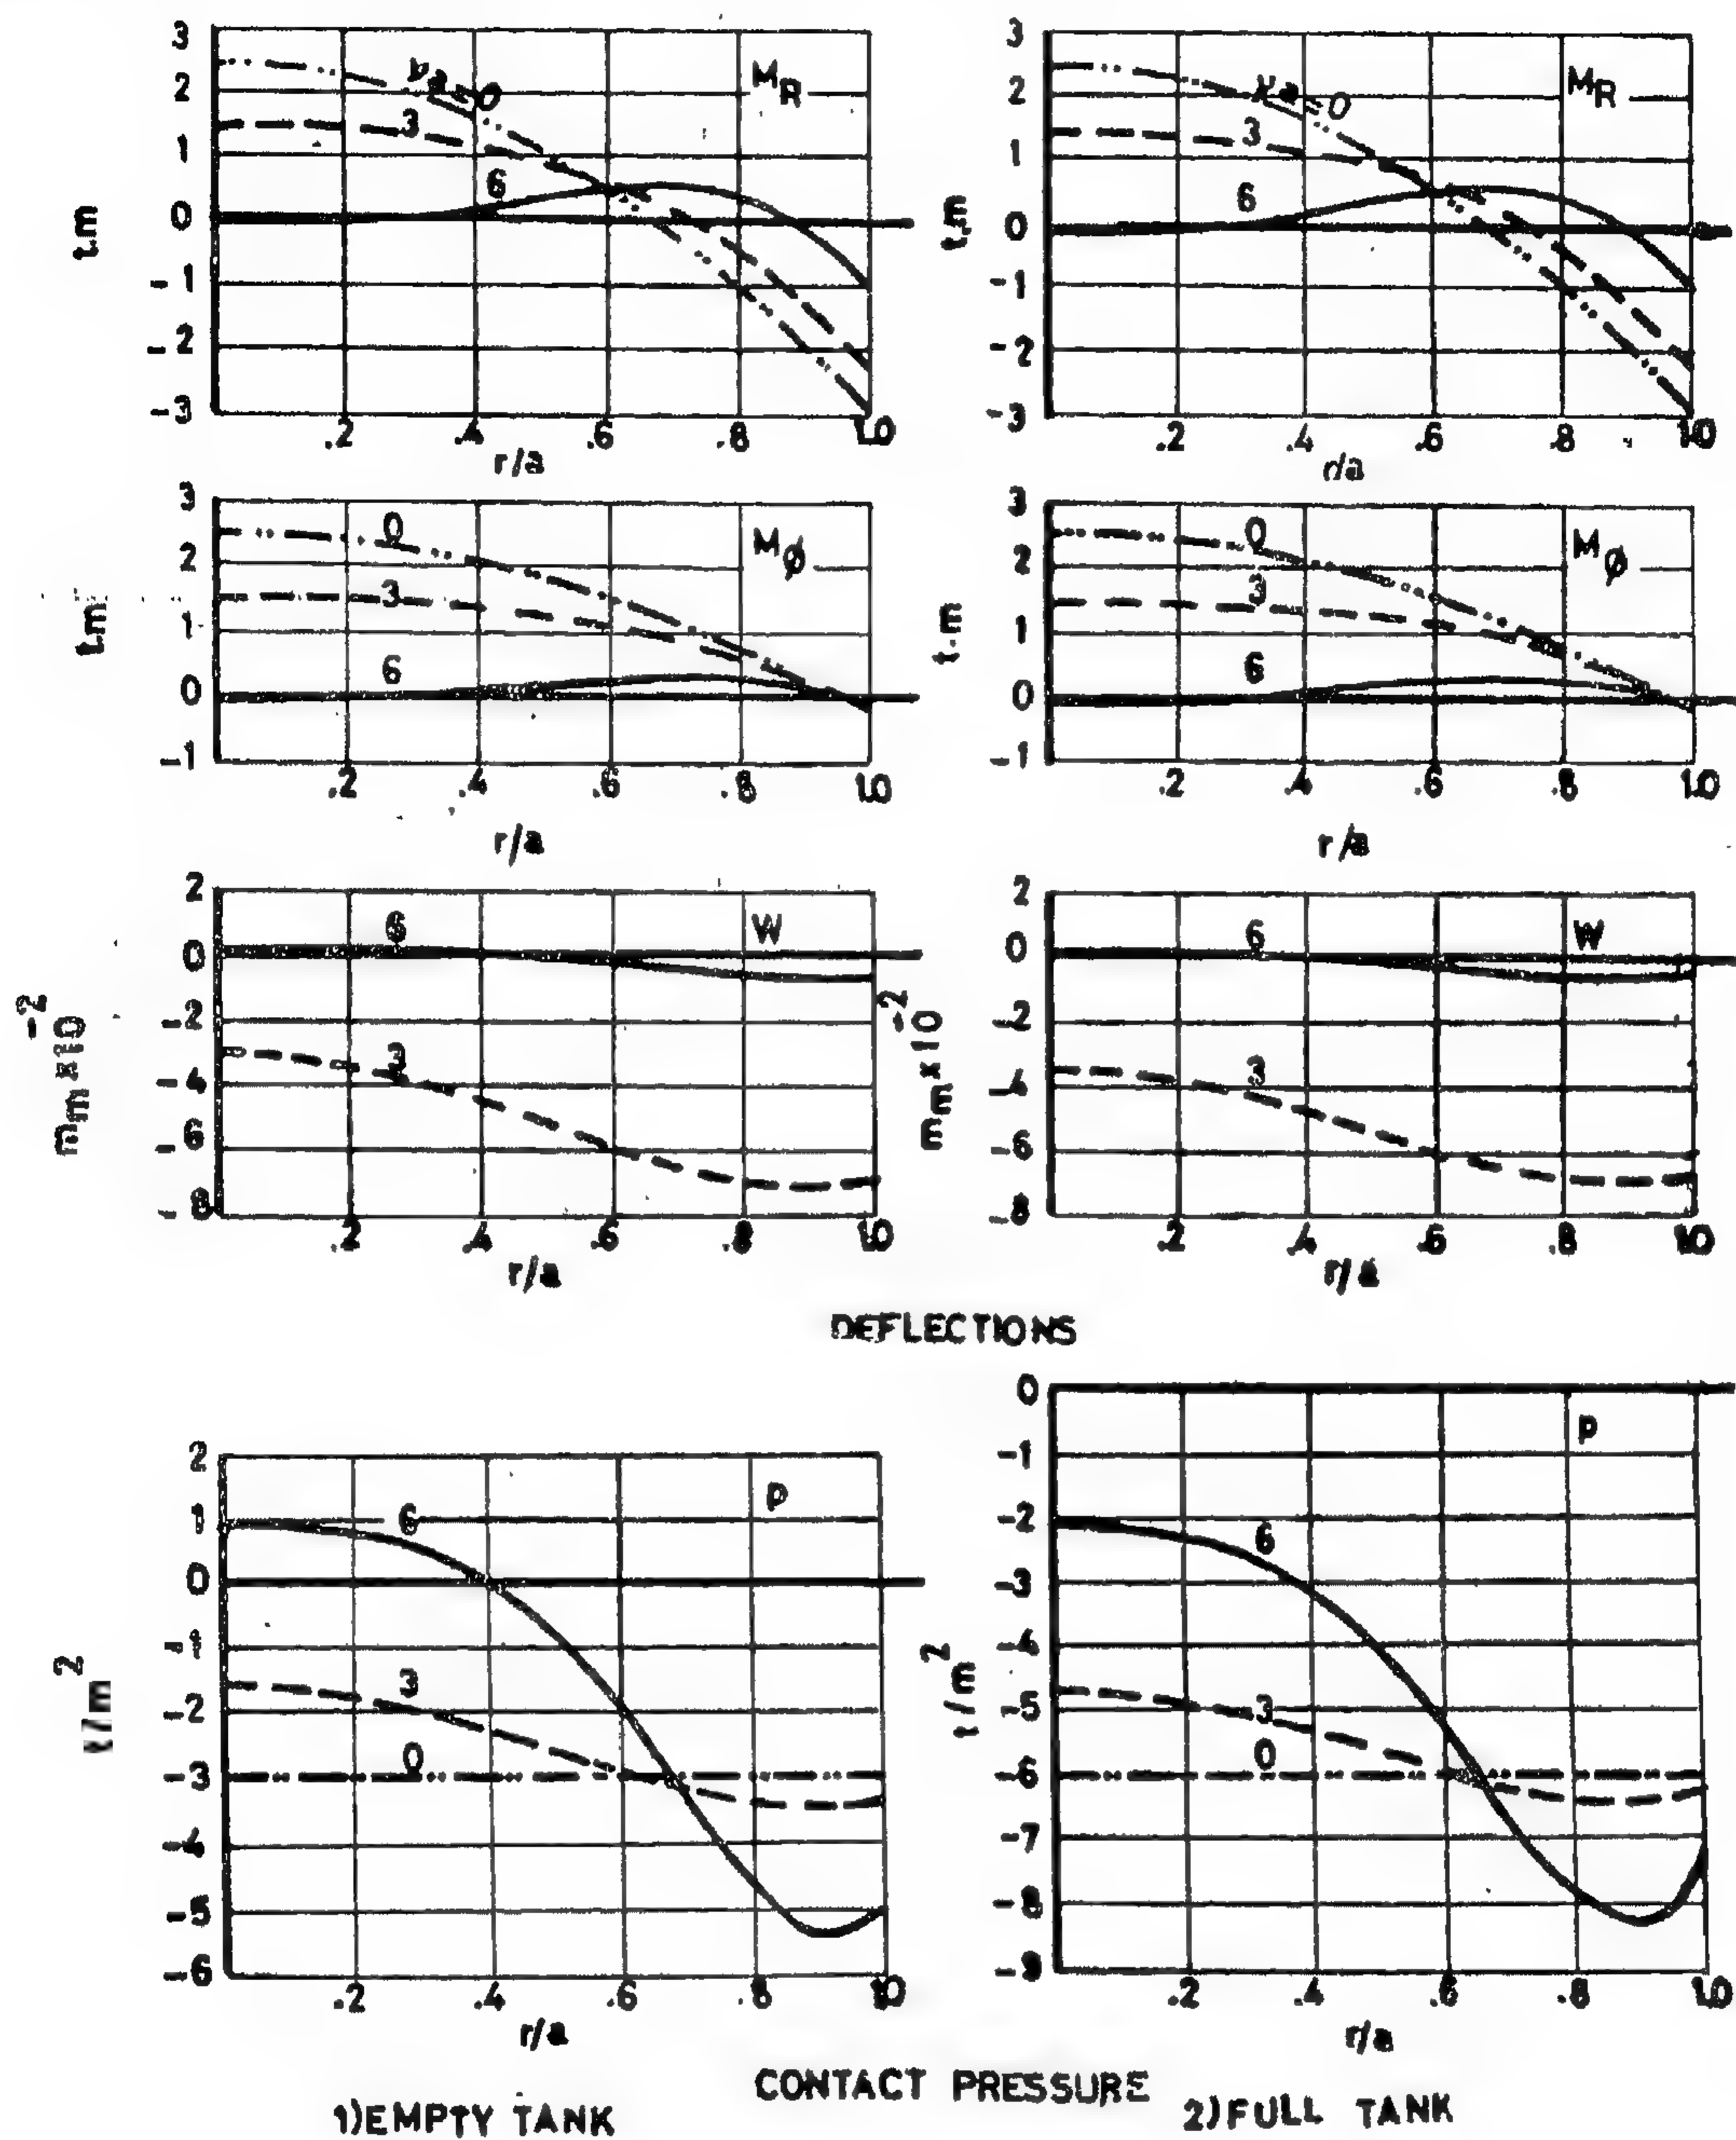 3 2 1 0 -1 -2 -3
t.m
νa=0
3
6
M_R
.2 .4 .6 .8 1.0
r/a
3 2 1 0 -1 -2 -3
t.m
νa=0
3
6
M_R
.2 .4 .6 .8 1.0
r/a
3 2 1 0 -1
t.m
0
3
6
M_ø
.2 .4 .6 .8 1.0
r/a
3 2 1 0 -1
t.m
0
3
6
M_ø
.2 .4 .6 .8 1.0
r/a
2 0 -2 -4 -6 -8
mm×10^-2
6
3
W
.2 .4 .6 .8 1.0
r/a
2 0 -2 -4 -6 -8
mm×10^-2
6
3
W
.2 .4 .6 .8 1.0
r/a
DEFLECTIONS
2 1 0 -1 -2 -3 -4 -5 -6
t/m^2
6
3
0
P
.2 .4 .6 .8 1.0
r/a
0 -1 -2 -3 -4 -5 -6 -7 -8 -9
t/m^2
6
3
0
P
.2 .4 .6 .8 1.0
r/a
CONTACT PRESSURE
1)EMPTY TANK
2)FULL TANK